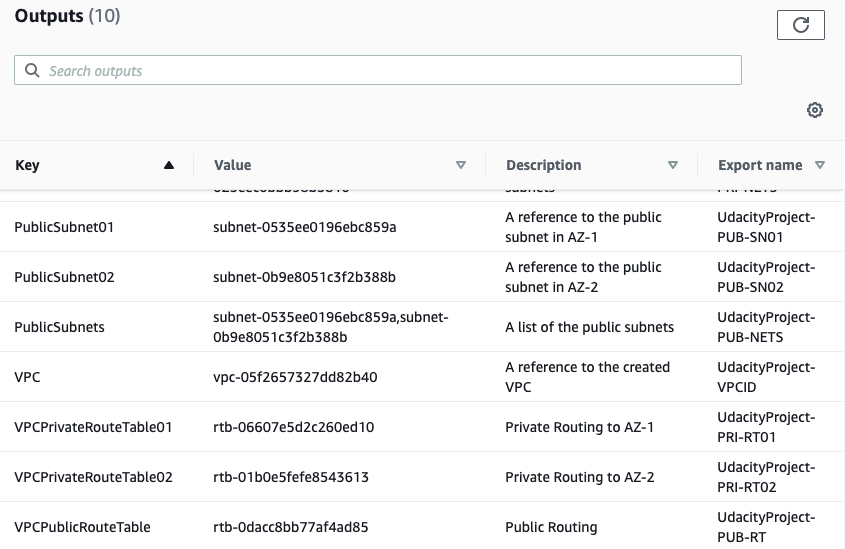 Outputs (10)
Search outputs
Key Value Description Export name
subnets
PublicSubnet01 subnet-0535ee0196ebc859a A reference to the public subnet in AZ-1 UdacityProject-PUB-SN01
PublicSubnet02 subnet-0b9e8051c3f2b388b A reference to the public subnet in AZ-2 UdacityProject-PUB-SN02
PublicSubnets subnet-0535ee0196ebc859a,subnet-0b9e8051c3f2b388b A list of the public subnets UdacityProject-PUB-NETS
VPC vpc-05f2657327dd82b40 A reference to the created VPC UdacityProject-VPCID
VPCPrivateRouteTable01 rtb-06607e5d2c260ed10 Private Routing to AZ-1 UdacityProject-PRI-RT01
VPCPrivateRouteTable02 rtb-01b0e5fefe8543613 Private Routing to AZ-2 UdacityProject-PRI-RT02
VPCPublicRouteTable rtb-0dacc8bb77af4ad85 Public Routing UdacityProject-PUB-RT